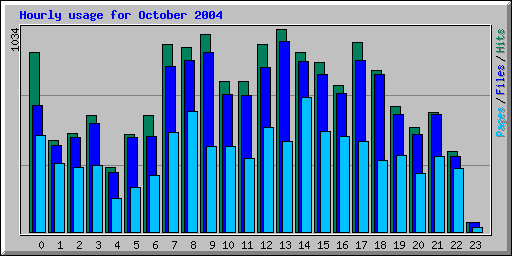 Hourly usage for October 2004
1034
Pages / Files / Hits
0 1 2 3 4 5 6 7 8 9 10 11 12 13 14 15 16 17 18 19 20 21 22 23